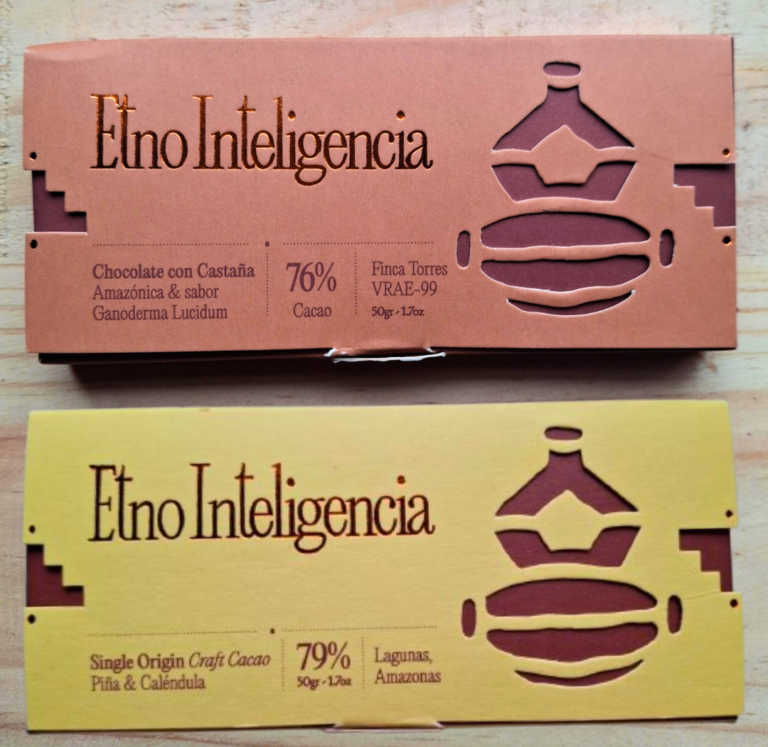 Etno Inteligencia
Chocolate con Castaña
Amazónica & sabor
Ganoderma Lucidum
76%
Cacao
Finca Torres
VRAE-99
50gr - 1.7oz
Etno Inteligencia
Single Origin Craft Cacao
Piña & Caléndula
79%
50gr - 1.7oz
Lagunas,
Amazonas